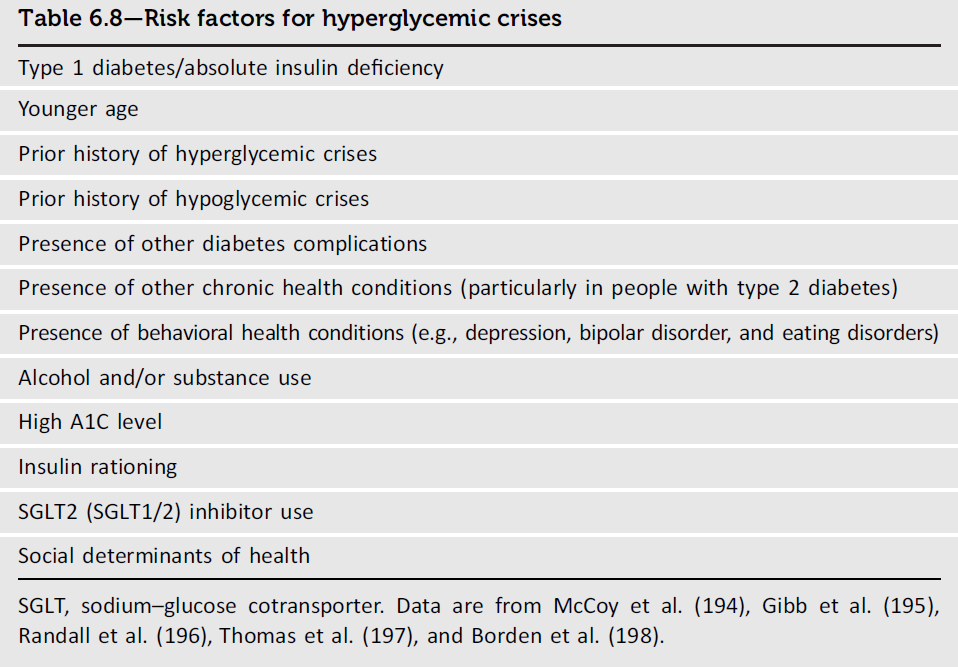 Table 6.8—Risk factors for hyperglycemic crises
Type 1 diabetes/absolute insulin deficiency
Younger age
Prior history of hyperglycemic crises
Prior history of hypoglycemic crises
Presence of other diabetes complications
Presence of other chronic health conditions (particularly in people with type 2 diabetes)
Presence of behavioral health conditions (e.g., depression, bipolar disorder, and eating disorders)
Alcohol and/or substance use
High A1C level
Insulin rationing
SGLT2 (SGLT1/2) inhibitor use
Social determinants of health
SGLT, sodium–glucose cotransporter. Data are from McCoy et al. (194), Gibb et al. (195),
Randall et al. (196), Thomas et al. (197), and Borden et al. (198).